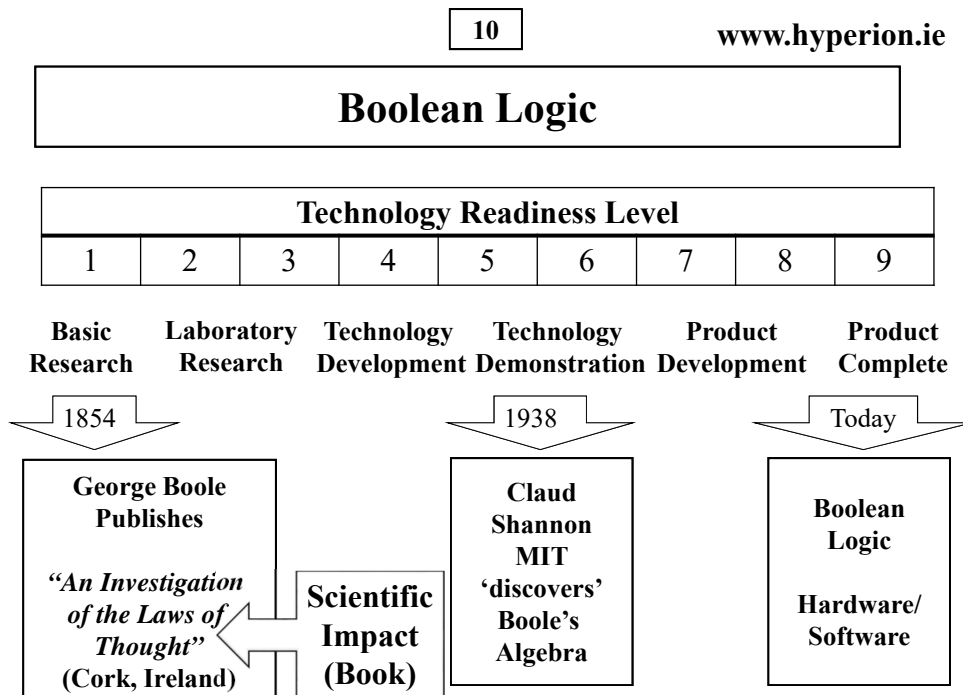 10
www.hyperion.ie
Boolean Logic
Technology Readiness Level
1 2 3 4 5 6 7 8 9
Basic
Research
Laboratory
Research
Technology
Development
Technology
Demonstration
Product
Development
Product
Complete
1854
1938
Today
George Boole
Publishes
“An Investigation
of the Laws of
Thought”
(Cork, Ireland)
Scientific
Impact
(Book)
Claud
Shannon
MIT
‘discovers’
Boole’s
Algebra
Boolean
Logic
Hardware/
Software